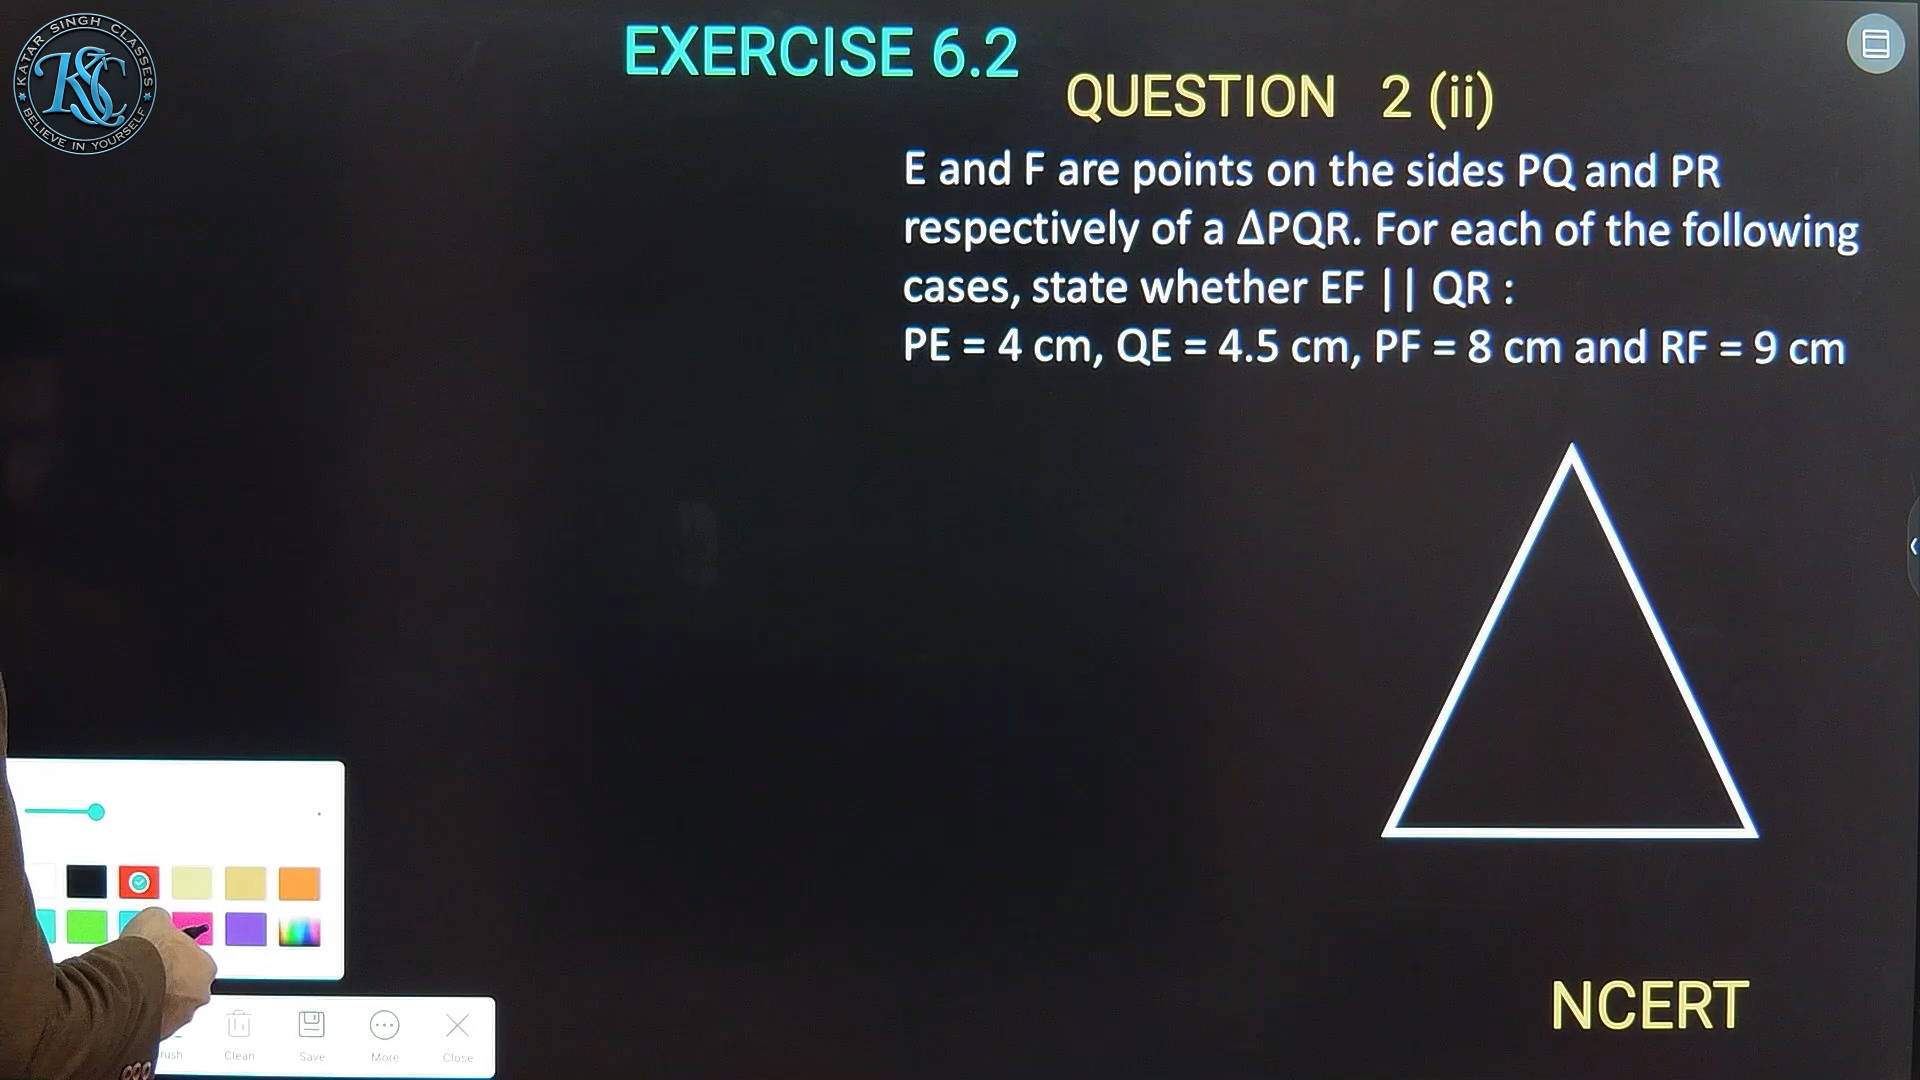 KATAR SINGH CLASSES
KSC
BELIEVE IN YOURSELF
EXERCISE 6.2
QUESTION 2 (ii)
E and F are points on the sides PQ and PR
respectively of a ΔPQR. For each of the following
cases, state whether EF || QR :
PE = 4 cm, QE = 4.5 cm, PF = 8 cm and RF = 9 cm
NCERT
Clean Save More Close